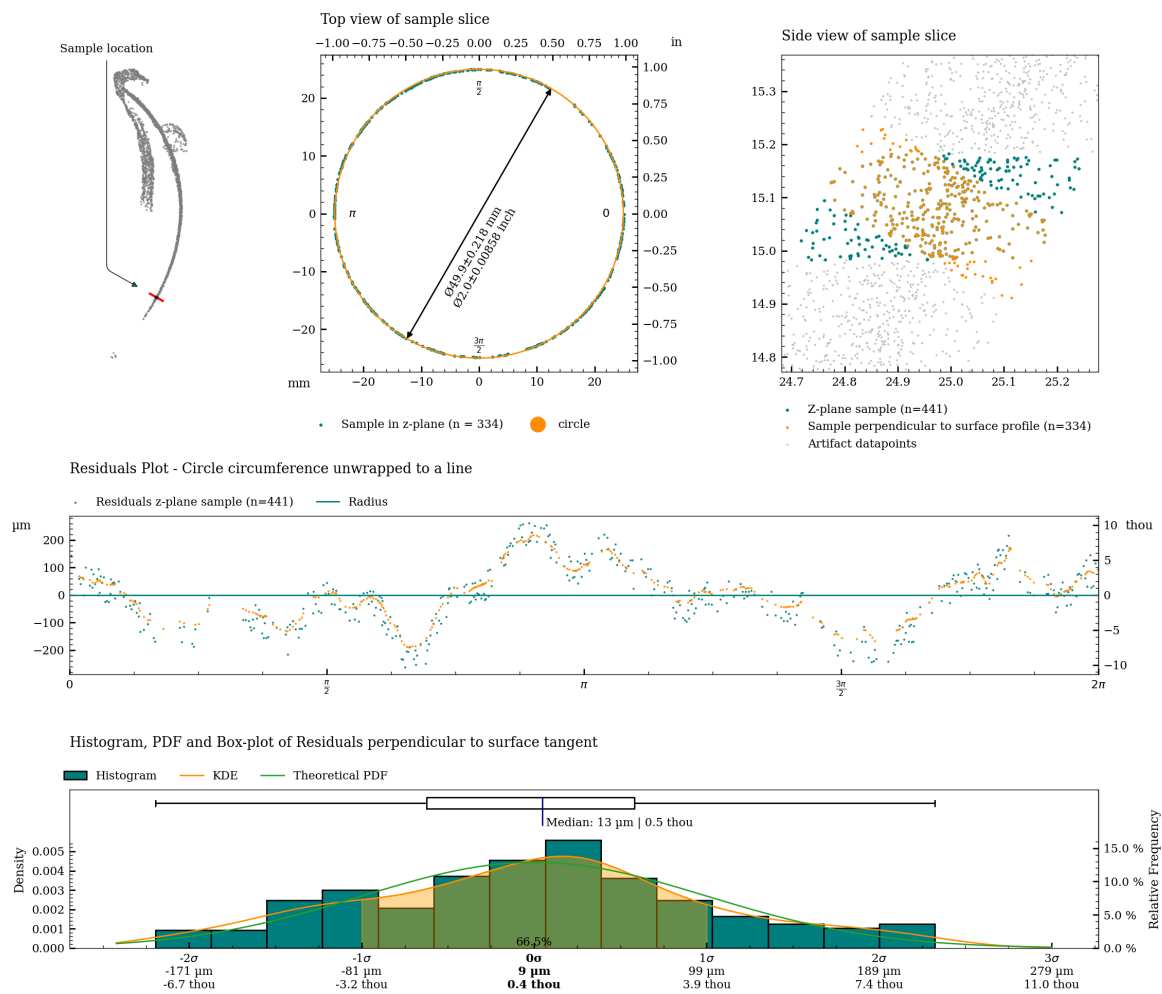 Sample location
Top view of sample slice
−1.00 −0.75 −0.50 −0.25 0.00 0.25 0.50 0.75 1.00 in
20
10
0
−10
−20
mm
−20 −10 0 10 20
1.00
0.75
0.50
0.25
0.00
−0.25
−0.50
−0.75
−1.00
π/2
π
0
3π/2
Ø49.9±0.218 mm
Ø2.0±0.00858 inch
Sample in z-plane (n = 334)
circle
Side view of sample slice
15.3
15.2
15.1
15.0
14.9
14.8
24.7 24.8 24.9 25.0 25.1 25.2
Z-plane sample (n=441)
Sample perpendicular to surface profile (n=334)
Artifact datapoints
Residuals Plot - Circle circumference unwrapped to a line
Residuals z-plane sample (n=441)
Radius
µm
200
100
0
−100
−200
10 thou
5
0
−5
−10
0 π/2 π 3π/2 2π
Histogram, PDF and Box-plot of Residuals perpendicular to surface tangent
Histogram
KDE
Theoretical PDF
Median: 13 µm | 0.5 thou
Density
0.005
0.004
0.003
0.002
0.001
0.000
Relative Frequency
15.0 %
10.0 %
5.0 %
0.0 %
66.5%
-2σ -1σ 0σ 1σ 2σ 3σ
-171 µm -81 µm 9 µm 99 µm 189 µm 279 µm
-6.7 thou -3.2 thou 0.4 thou 3.9 thou 7.4 thou 11.0 thou